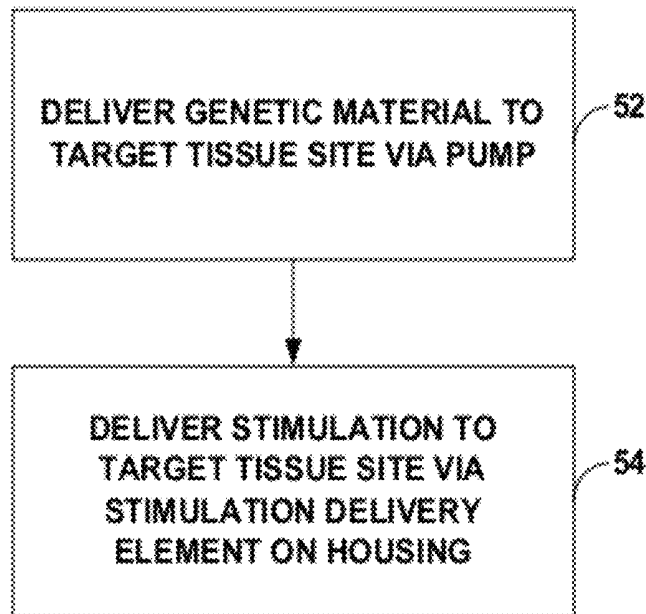 DELIVER GENETIC MATERIAL TO
TARGET TISSUE SITE VIA PUMP
52
DELIVER STIMULATION TO
TARGET TISSUE SITE VIA
STIMULATION DELIVERY
ELEMENT ON HOUSING
54